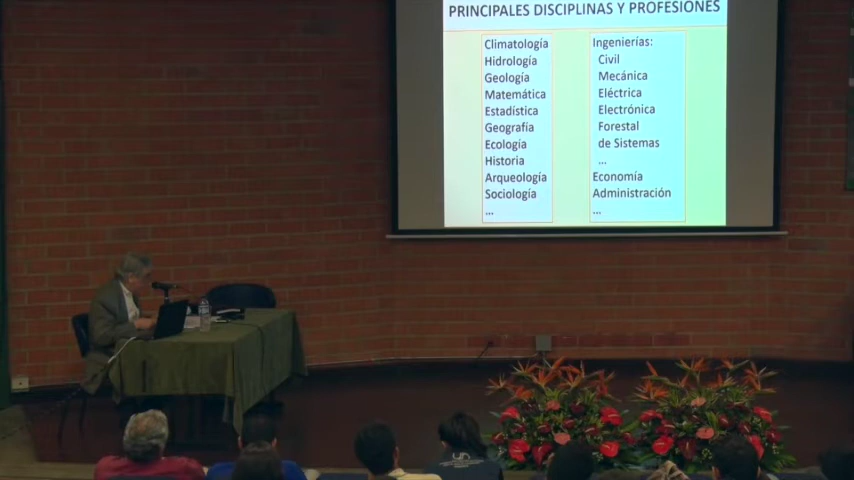 PRINCIPALES DISCIPLINAS Y PROFESIONES
Climatología
Hidrología
Geología
Matemática
Estadística
Geografía
Ecología
Historia
Arqueología
Sociología
...
Ingenierías:
Civil
Mecánica
Eléctrica
Electrónica
Forestal
de Sistemas
...
Economía
Administración
...